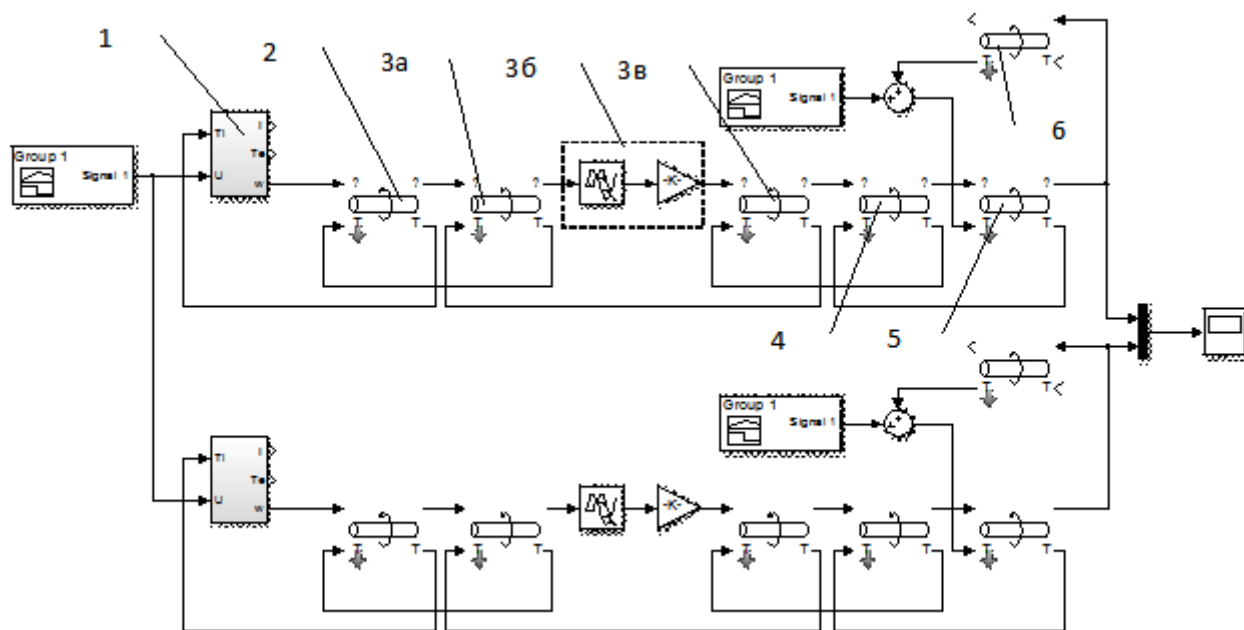 1
2
3а
3б
3в
6
Group 1
Signal 1
Group 1
Signal 1
TI
I
Te
U
w
? ? ? ? ? ? ? ? ? ?
T T T T T T T T T T
T
T
4
5
Group 1
Signal 1
TI
I
Te
U
w
-K-
-K-
T T T T T T T T T T
T
T